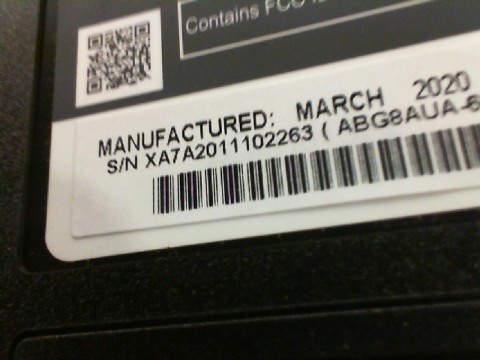 Contains FCC
MANUFACTURED: MARCH 2020
S/N XA7A2011102263 ( ABG8AUA-